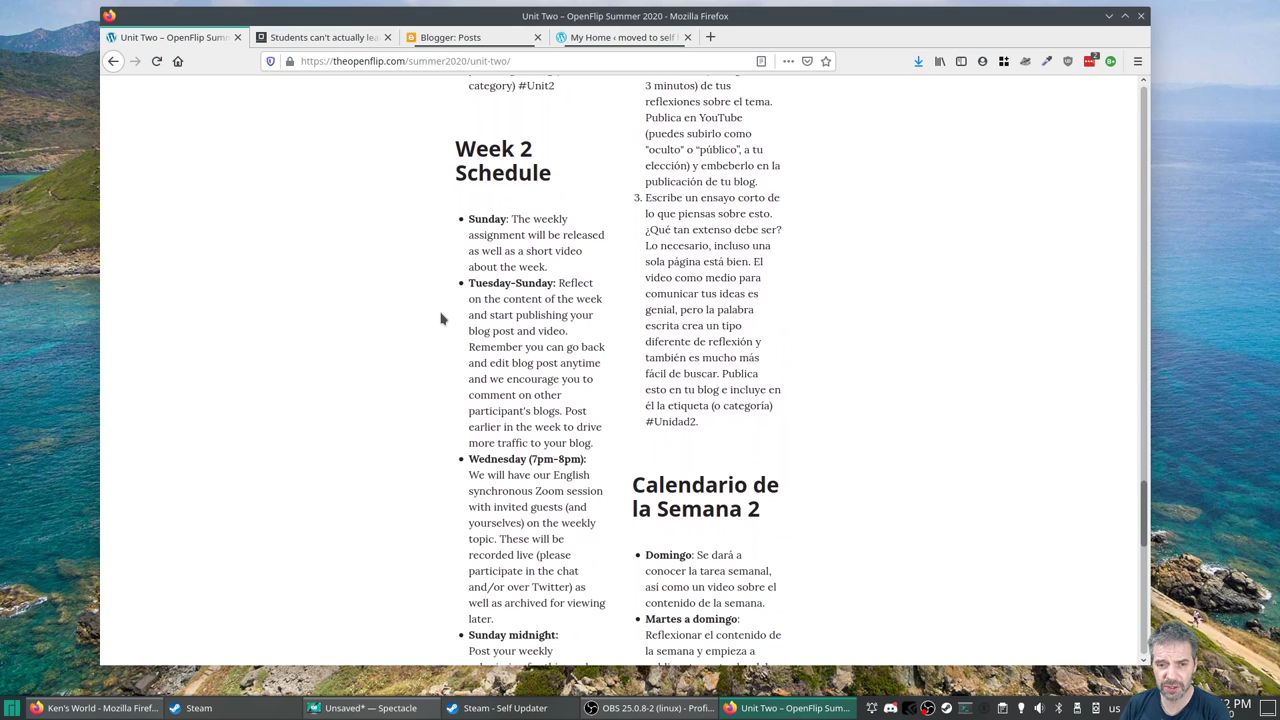 Unit Two – OpenFlip Summer 2020 - Mozilla Firefox
Unit Two – OpenFlip Summ
Students can't actually lea
Blogger: Posts
My Home ‹ moved to self h
https://theopenflip.com/summer2020/unit-two/
2
category) #Unit2
Week 2
Schedule
Sunday: The weekly
assignment will be released
as well as a short video
about the week.
Tuesday-Sunday: Reflect
on the content of the week
and start publishing your
blog post and video.
Remember you can go back
and edit blog post anytime
and we encourage you to
comment on other
participant's blogs. Post
earlier in the week to drive
more traffic to your blog.
Wednesday (7pm-8pm):
We will have our English
synchronous Zoom session
with invited guests (and
yourselves) on the weekly
topic. These will be
recorded live (please
participate in the chat
and/or over Twitter) as
well as archived for viewing
later.
Sunday midnight:
Post your weekly
3 minutos) de tus
reflexiones sobre el tema.
Publica en YouTube
(puedes subirlo como
"oculto" o “público”, a tu
elección) y embeberlo en la
publicación de tu blog.
3. Escribe un ensayo corto de
lo que piensas sobre esto.
¿Qué tan extenso debe ser?
Lo necesario, incluso una
sola página está bien. El
video como medio para
comunicar tus ideas es
genial, pero la palabra
escrita crea un tipo
diferente de reflexión y
también es mucho más
fácil de buscar. Publica
esto en tu blog e incluye en
él la etiqueta (o categoría)
#Unidad2.
Calendario de
la Semana 2
Domingo: Se dará a
conocer la tarea semanal,
así como un video sobre el
contenido de la semana.
Martes a domingo:
Reflexionar el contenido de
la semana y empieza a
Ken's World - Mozilla Firef...
Steam
Unsaved* — Spectacle
Steam - Self Updater
OBS 25.0.8-2 (linux) - Profi...
Unit Two – OpenFlip Sum...
us
2 PM